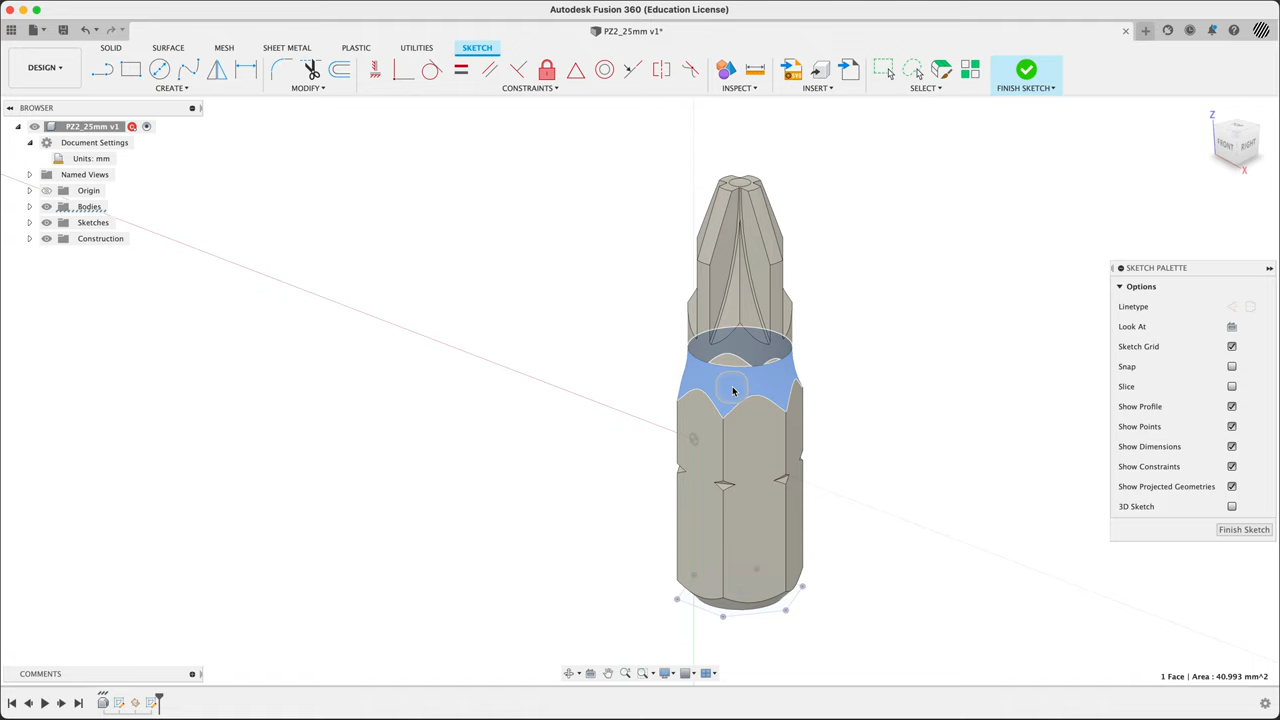 Autodesk Fusion 360 (Education License)
PZ2_25mm v1*
SOLID SURFACE MESH SHEET METAL PLASTIC UTILITIES SKETCH
DESIGN ▾
CREATE ▾ MODIFY ▾ CONSTRAINTS ▾ INSPECT ▾ INSERT ▾ SELECT ▾ FINISH SKETCH ▾
BROWSER
PZ2_25mm v1
Document Settings
Units: mm
Named Views
Origin
Bodies
Sketches
Construction
Z
FRONT RIGHT
X
SKETCH PALETTE
Options
Linetype
Look At
Sketch Grid
Snap
Slice
Show Profile
Show Points
Show Dimensions
Show Constraints
Show Projected Geometries
3D Sketch
Finish Sketch
COMMENTS
1 Face | Area : 40.993 mm^2